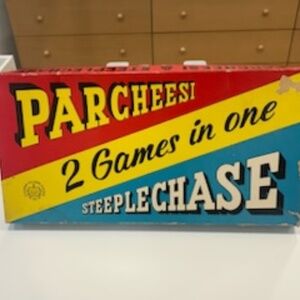 PARCHEESI
2 Games in one
STEEPLECHASE